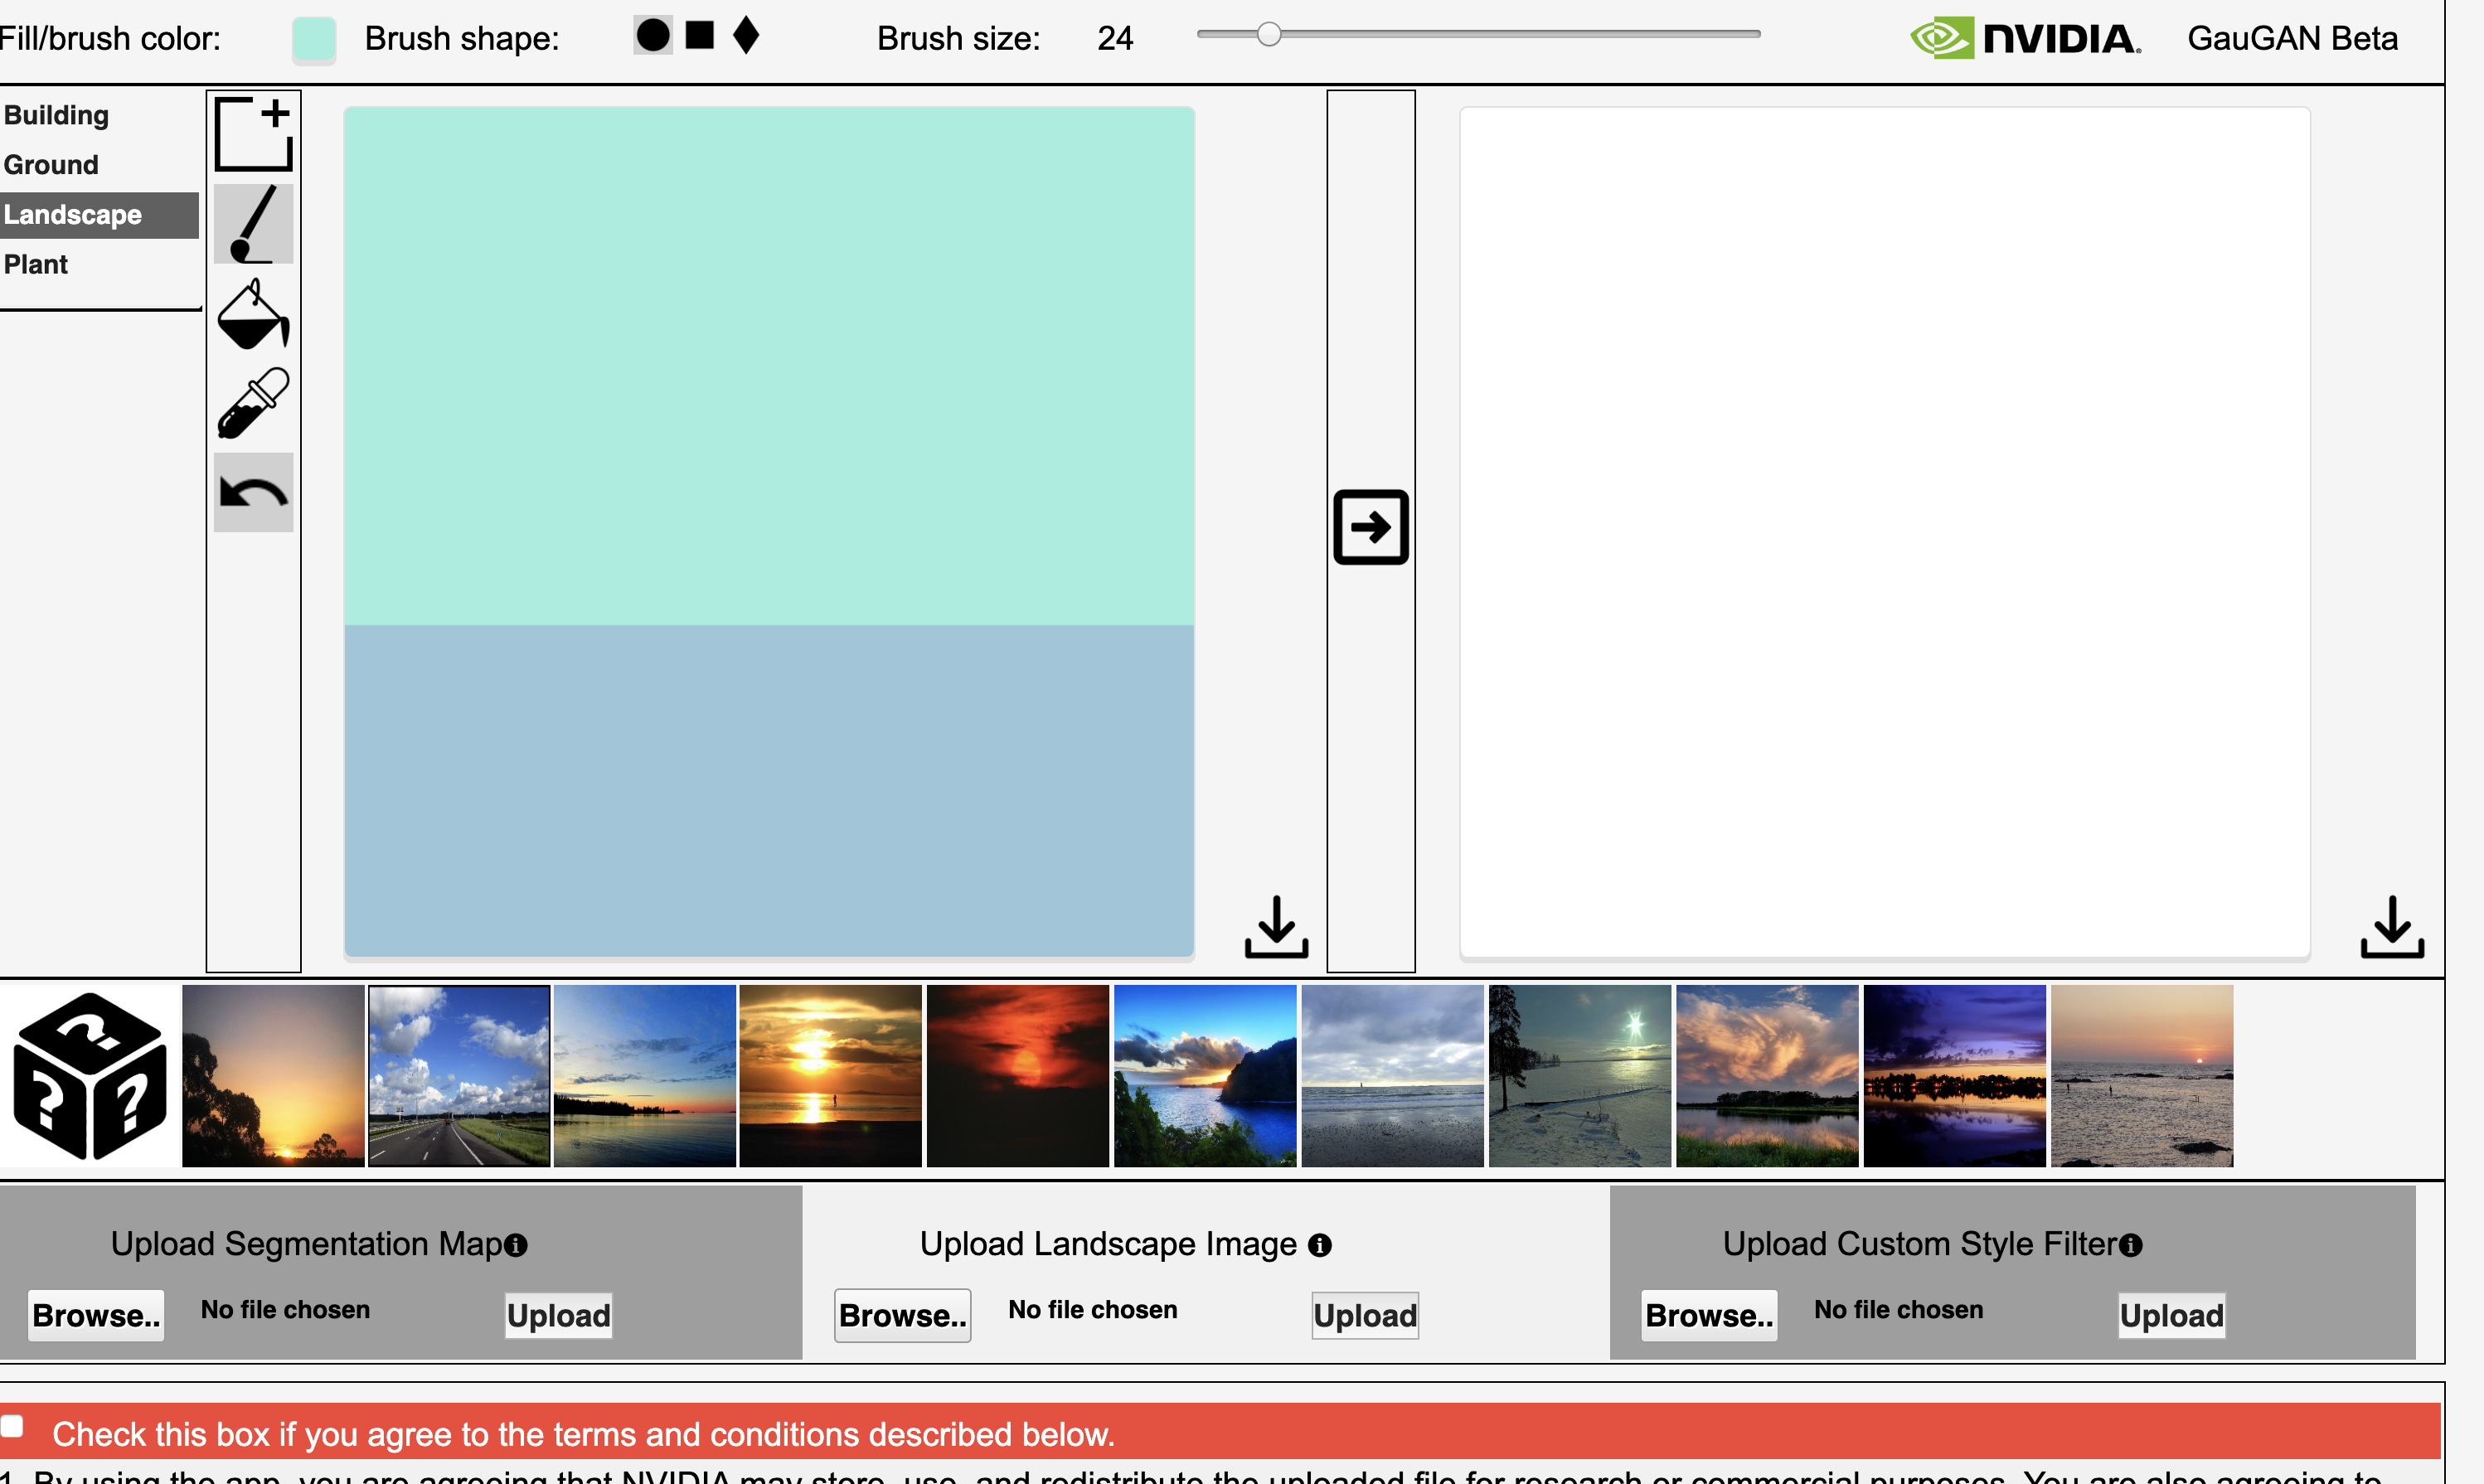 Fill/brush color: Brush shape: Brush size: 24 NVIDIA. GauGAN Beta
Building
Ground
Landscape
Plant
Upload Segmentation Map Upload Landscape Image Upload Custom Style Filter
Browse.. No file chosen Upload Browse.. No file chosen Upload Browse.. No file chosen Upload
Check this box if you agree to the terms and conditions described below.
1. By using the app, you are agreeing that NVIDIA may store, use, and redistribute the uploaded file for research or commercial purposes. You are also agreeing to